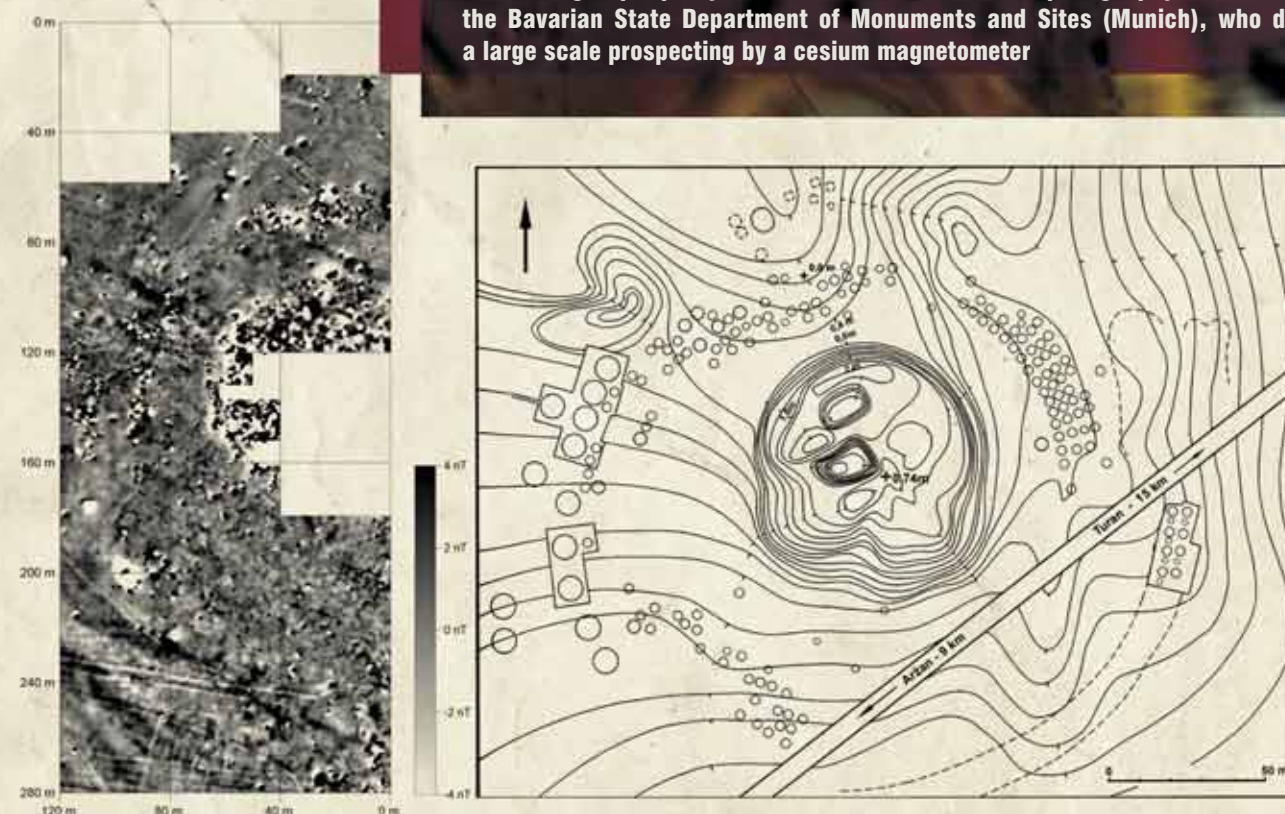 the Bavarian State Department of Monuments and Sites (Munich), who d
a large scale prospecting by a cesium magnetometer
0 m
40 m
80 m
120 m
160 m
200 m
240 m
280 m
120 m
80 m
40 m
0 m
4 nT
2 nT
0 nT
-2 nT
-4 nT
0,74m
Turan - 15 km
Arzan - 9 km
0
50 m